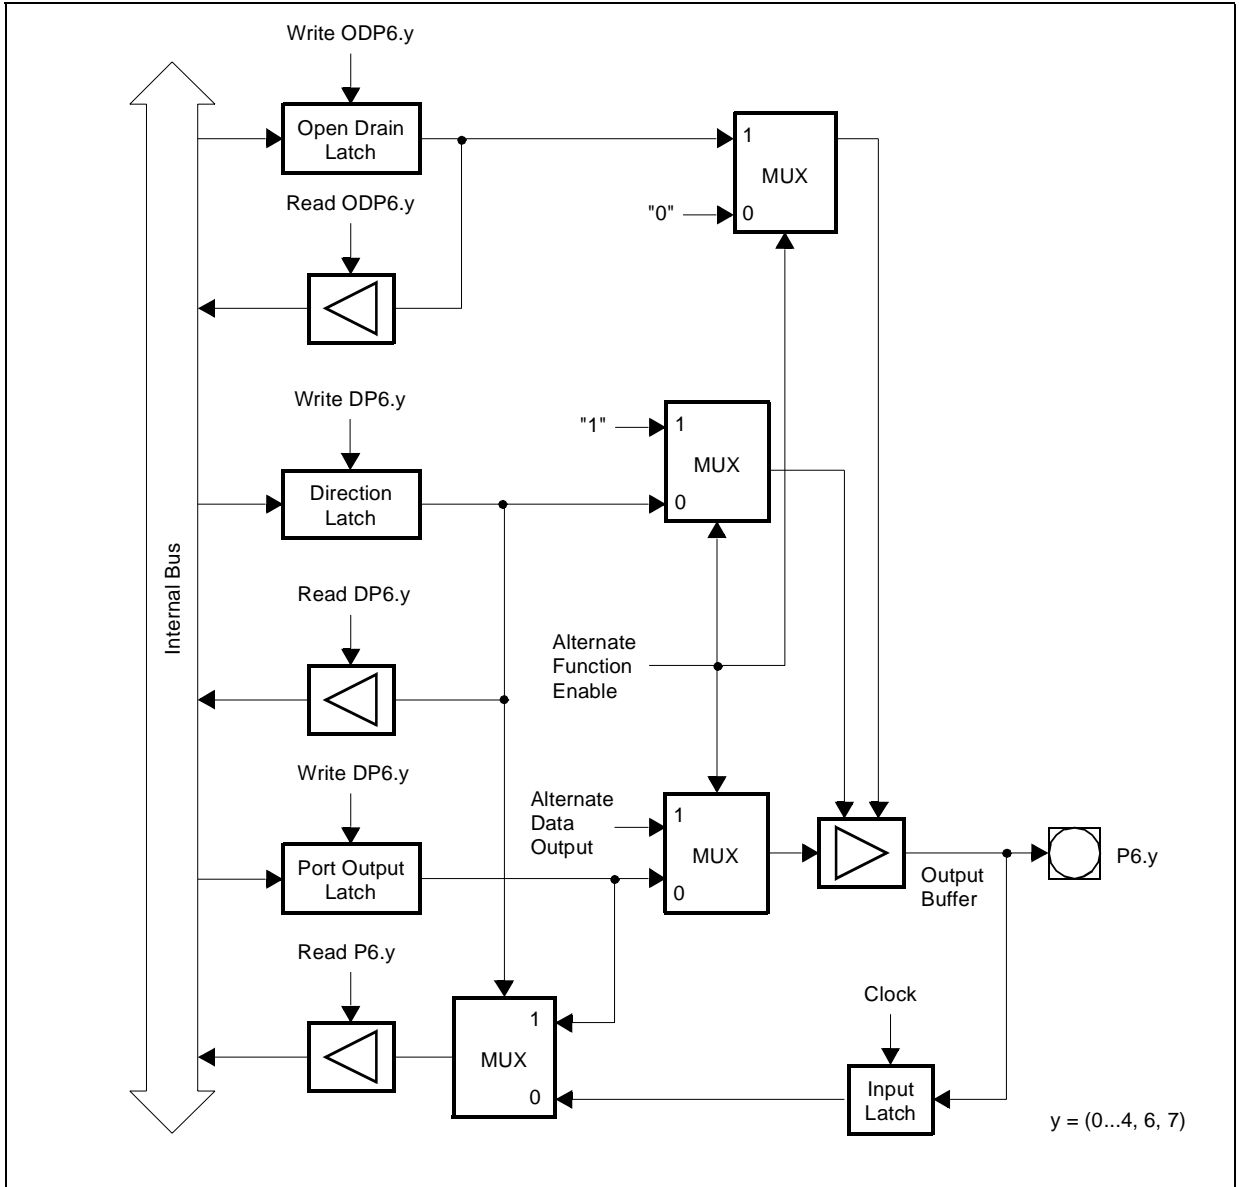 Write ODP6.y
Open Drain
Latch
1
MUX
"0"
0
Read ODP6.y
Write DP6.y
"1"
1
MUX
Direction
Latch
0
Internal Bus
Read DP6.y
Alternate
Function
Enable
Write DP6.y
Alternate
Data
Output
1
MUX
0
Port Output
Latch
Output
Buffer
P6.y
Read P6.y
1
MUX
0
Clock
Input
Latch
y = (0...4, 6, 7)